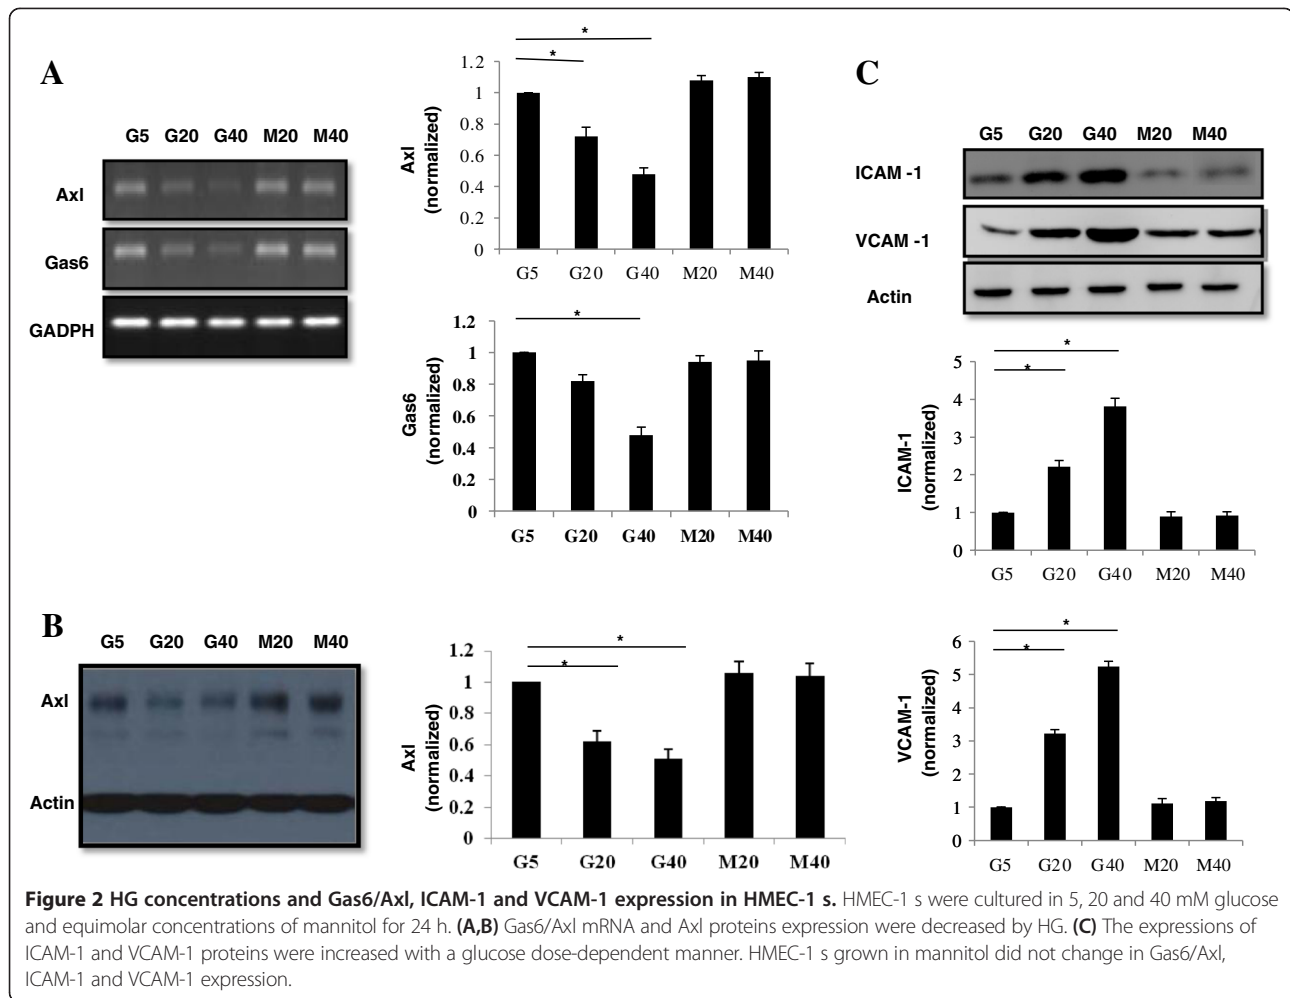 A
G5 G20 G40 M20 M40
Axl
Gas6
GADPH
*
*
1.2
1
0.8
0.6
0.4
0.2
0
Axl
(normalized)
G5 G20 G40 M20 M40
*
1.2
1
0.8
0.6
0.4
0.2
0
Gas6
(normalized)
G5 G20 G40 M20 M40
B
G5 G20 G40 M20 M40
Axl
Actin
*
*
1.2
1
0.8
0.6
0.4
0.2
0
Axl
(normalized)
G5 G20 G40 M20 M40
C
G5 G20 G40 M20 M40
ICAM -1
VCAM -1
Actin
*
*
5
4
3
2
1
0
ICAM-1
(normalized)
G5 G20 G40 M20 M40
*
*
6
5
4
3
2
1
0
VCAM-1
(normalized)
G5 G20 G40 M20 M40
Figure 2 HG concentrations and Gas6/Axl, ICAM-1 and VCAM-1 expression in HMEC-1 s. HMEC-1 s were cultured in 5, 20 and 40 mM glucose
and equimolar concentrations of mannitol for 24 h. (A,B) Gas6/Axl mRNA and Axl proteins expression were decreased by HG. (C) The expressions of
ICAM-1 and VCAM-1 proteins were increased with a glucose dose-dependent manner. HMEC-1 s grown in mannitol did not change in Gas6/Axl,
ICAM-1 and VCAM-1 expression.